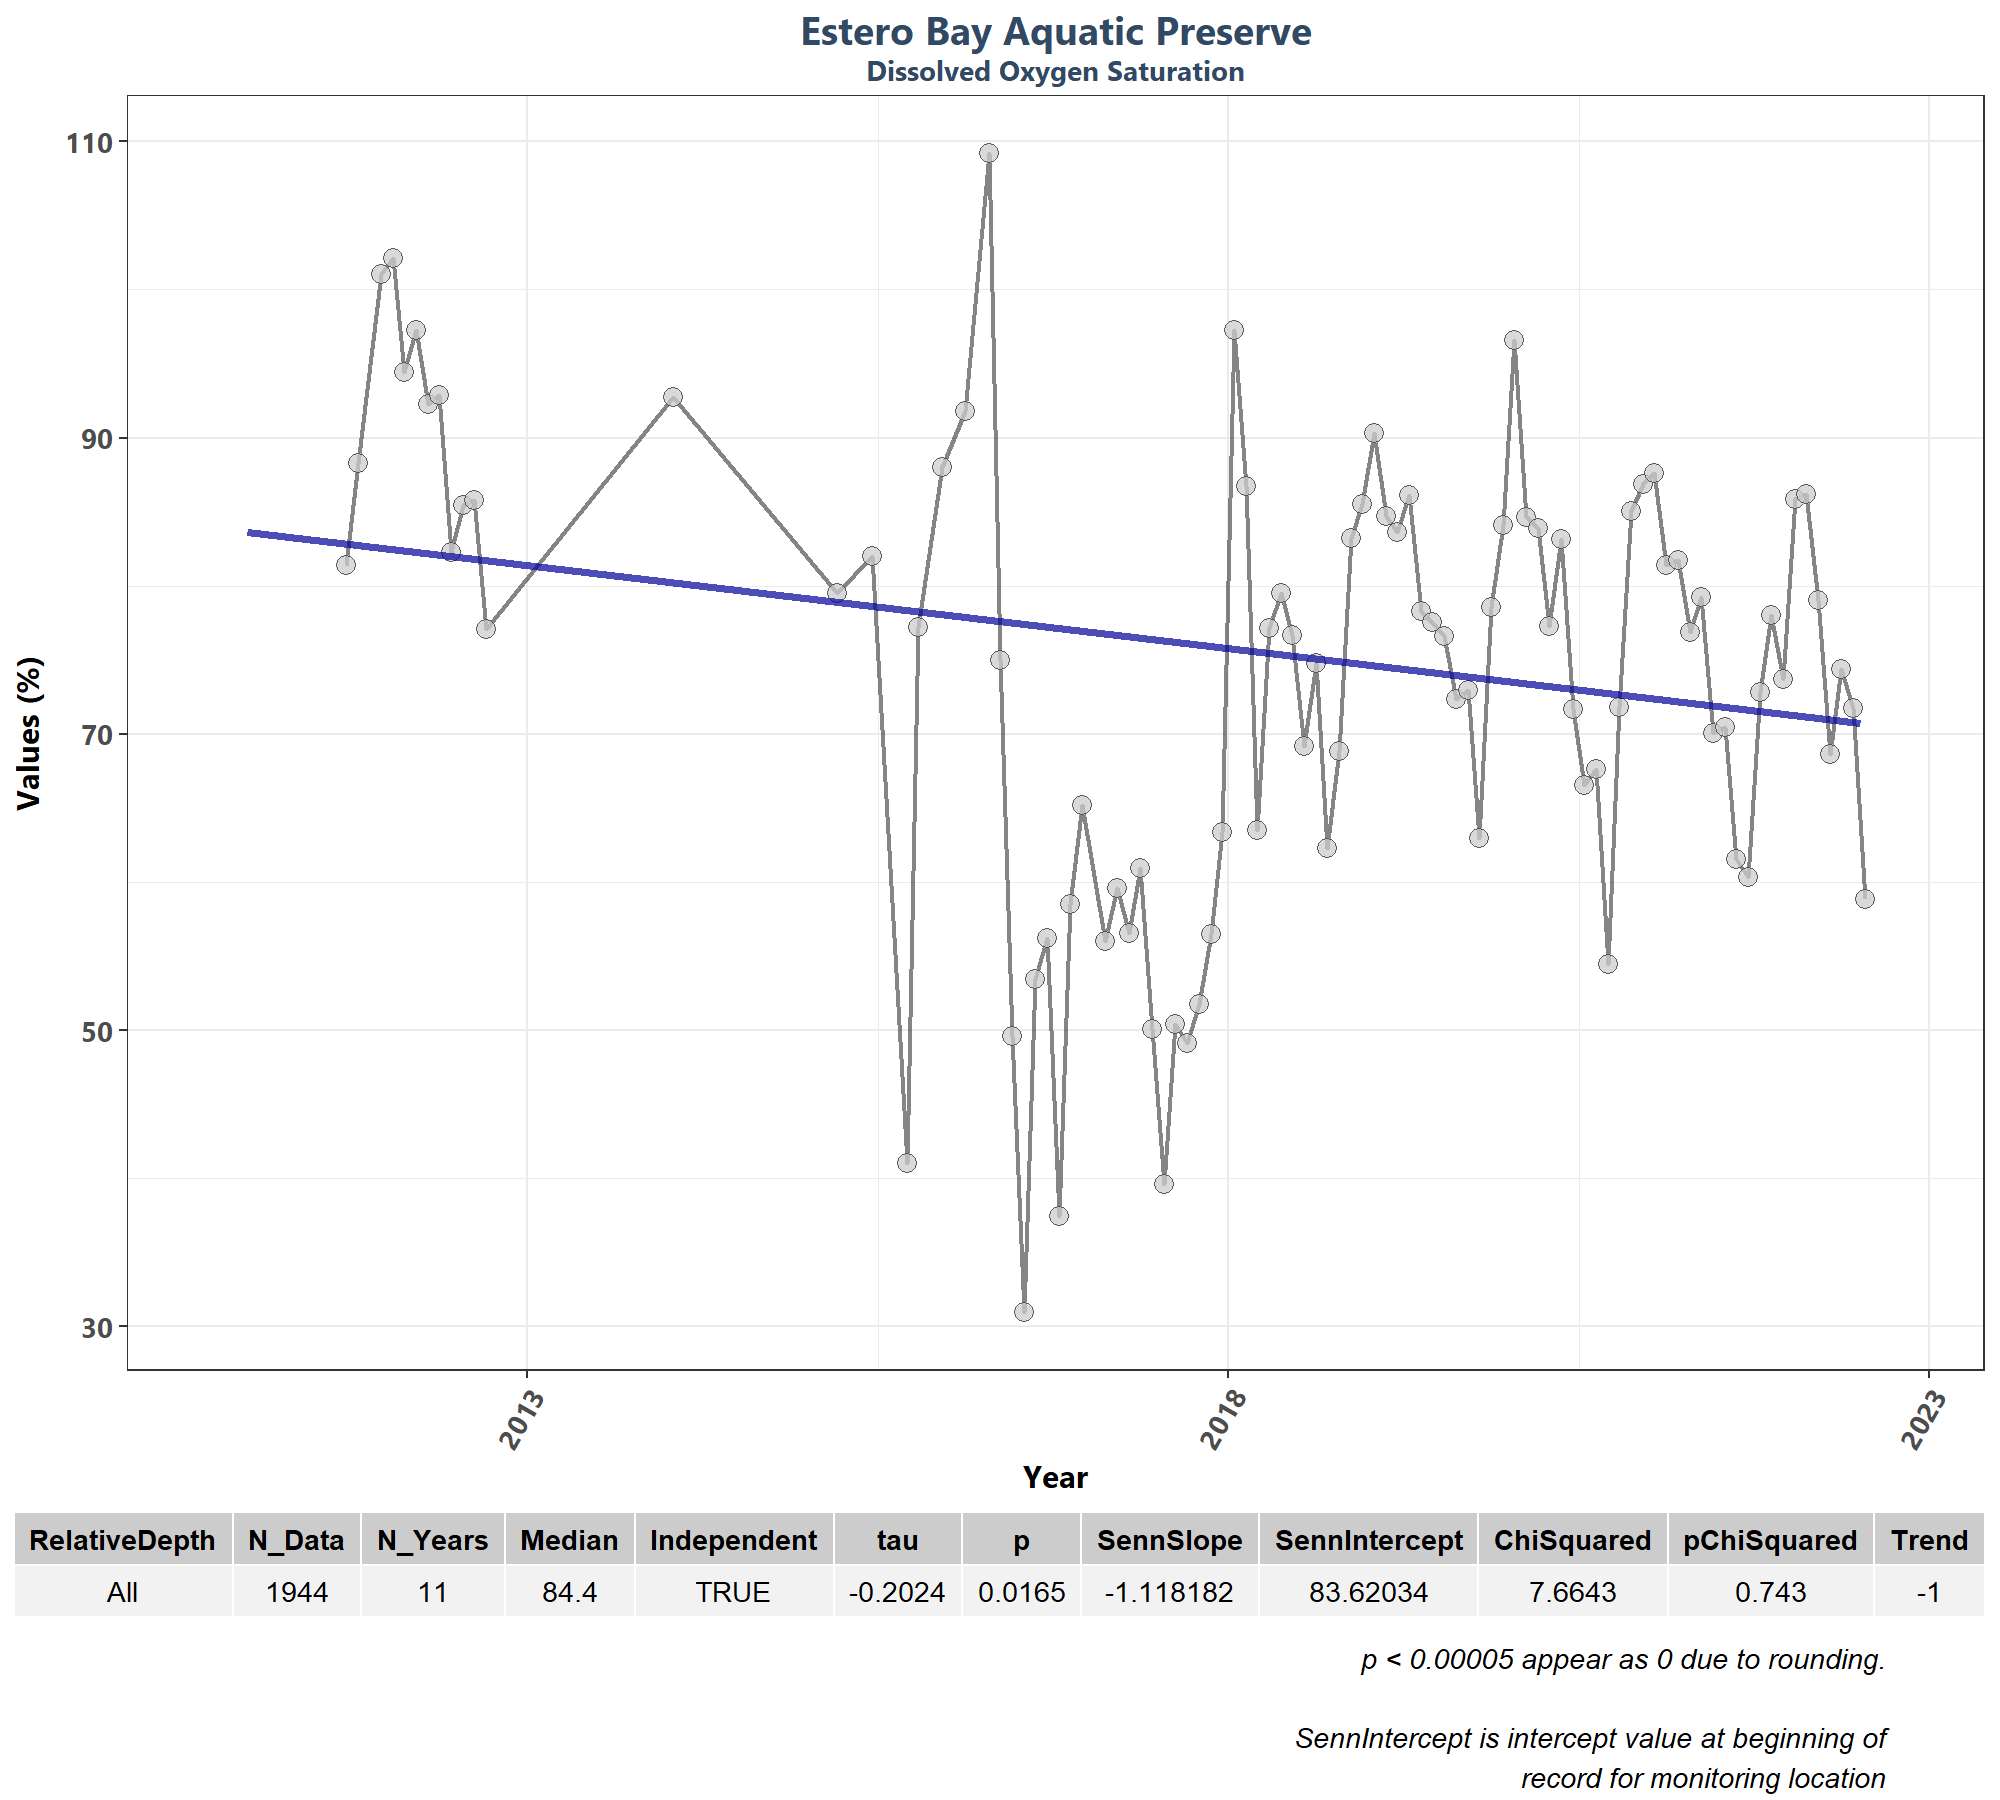 Estero Bay Aquatic Preserve
Dissolved Oxygen Saturation
110
90
70
50
30
Values (%)
2013
2018
2023
Year
RelativeDepth N_Data N_Years Median Independent tau p SennSlope SennIntercept ChiSquared pChiSquared Trend
All 1944 11 84.4 TRUE -0.2024 0.0165 -1.118182 83.62034 7.6643 0.743 -1
p < 0.00005 appear as 0 due to rounding.
SennIntercept is intercept value at beginning of
record for monitoring location